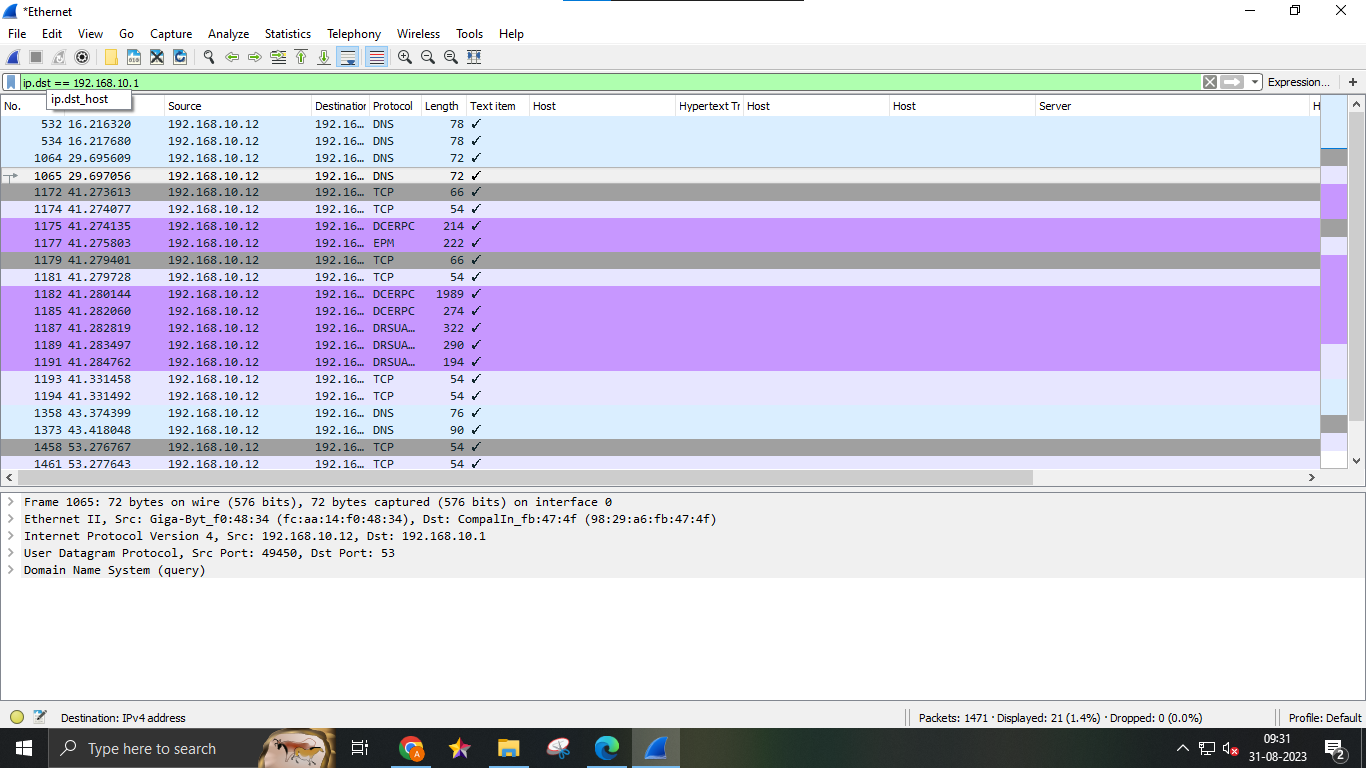 *Ethernet
File Edit View Go Capture Analyze Statistics Telephony Wireless Tools Help
ip.dst == 192.168.10.1 Expression… +
ip.dst_host
No. Source Destination Protocol Length Text item Host Hypertext Tr Host Host Server H
532 16.216320 192.168.10.12 192.16… DNS 78 ✓
534 16.217680 192.168.10.12 192.16… DNS 78 ✓
1064 29.695609 192.168.10.12 192.16… DNS 72 ✓
1065 29.697056 192.168.10.12 192.16… DNS 72 ✓
1172 41.273613 192.168.10.12 192.16… TCP 66 ✓
1174 41.274077 192.168.10.12 192.16… TCP 54 ✓
1175 41.274135 192.168.10.12 192.16… DCERPC 214 ✓
1177 41.275803 192.168.10.12 192.16… EPM 222 ✓
1179 41.279401 192.168.10.12 192.16… TCP 66 ✓
1181 41.279728 192.168.10.12 192.16… TCP 54 ✓
1182 41.280144 192.168.10.12 192.16… DCERPC 1989 ✓
1185 41.282060 192.168.10.12 192.16… DCERPC 274 ✓
1187 41.282819 192.168.10.12 192.16… DRSUA… 322 ✓
1189 41.283497 192.168.10.12 192.16… DRSUA… 290 ✓
1191 41.284762 192.168.10.12 192.16… DRSUA… 194 ✓
1193 41.331458 192.168.10.12 192.16… TCP 54 ✓
1194 41.331492 192.168.10.12 192.16… TCP 54 ✓
1358 43.374399 192.168.10.12 192.16… DNS 76 ✓
1373 43.418048 192.168.10.12 192.16… DNS 90 ✓
1458 53.276767 192.168.10.12 192.16… TCP 54 ✓
1461 53.277643 192.168.10.12 192.16… TCP 54 ✓
Frame 1065: 72 bytes on wire (576 bits), 72 bytes captured (576 bits) on interface 0
Ethernet II, Src: Giga-Byt_f0:48:34 (fc:aa:14:f0:48:34), Dst: CompalIn_fb:47:4f (98:29:a6:fb:47:4f)
Internet Protocol Version 4, Src: 192.168.10.12, Dst: 192.168.10.1
User Datagram Protocol, Src Port: 49450, Dst Port: 53
Domain Name System (query)
Destination: IPv4 address Packets: 1471 · Displayed: 21 (1.4%) · Dropped: 0 (0.0%) Profile: Default
Type here to search
A
09:31
31-08-2023
2